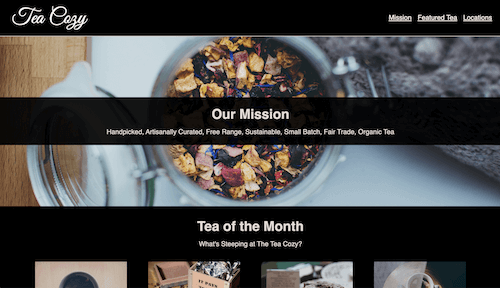 Tea Cozy
Mission Featured Tea Locations
Our Mission
Handpicked, Artisanally Curated, Free Range, Sustainable, Small Batch, Fair Trade, Organic Tea
Tea of the Month
What's Steeping at The Tea Cozy?